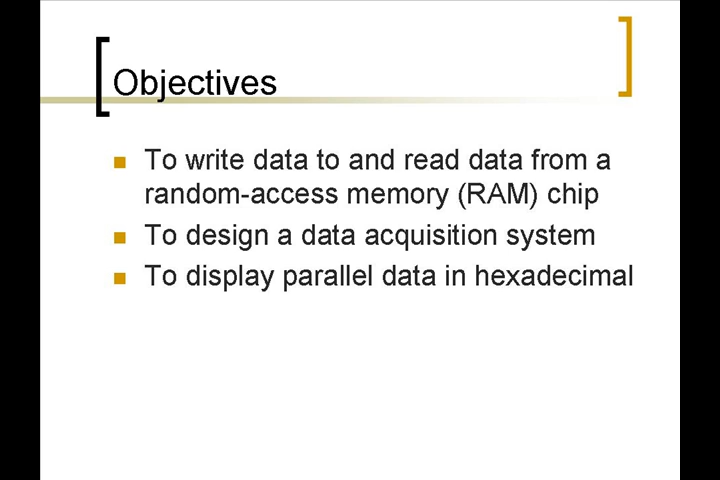 Objectives
To write data to and read data from a
random-access memory (RAM) chip
To design a data acquisition system
To display parallel data in hexadecimal